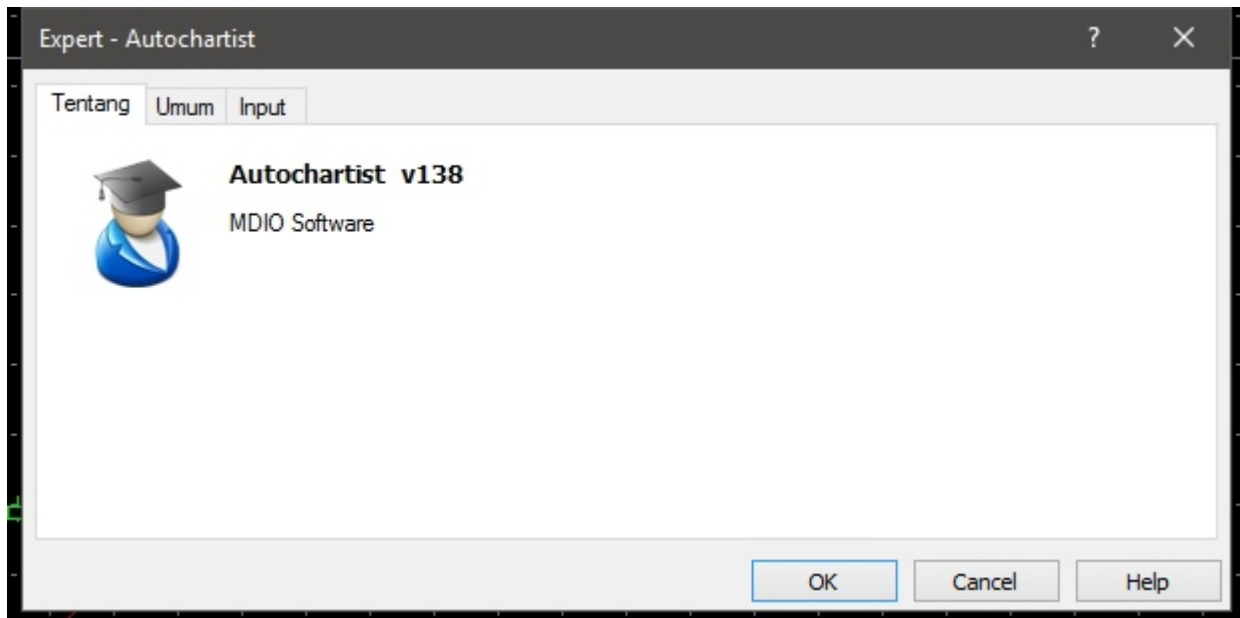 Expert - Autochartist
?
Tentang
Umum
Input
Autochartist v138
MDIO Software
OK
Cancel
Help